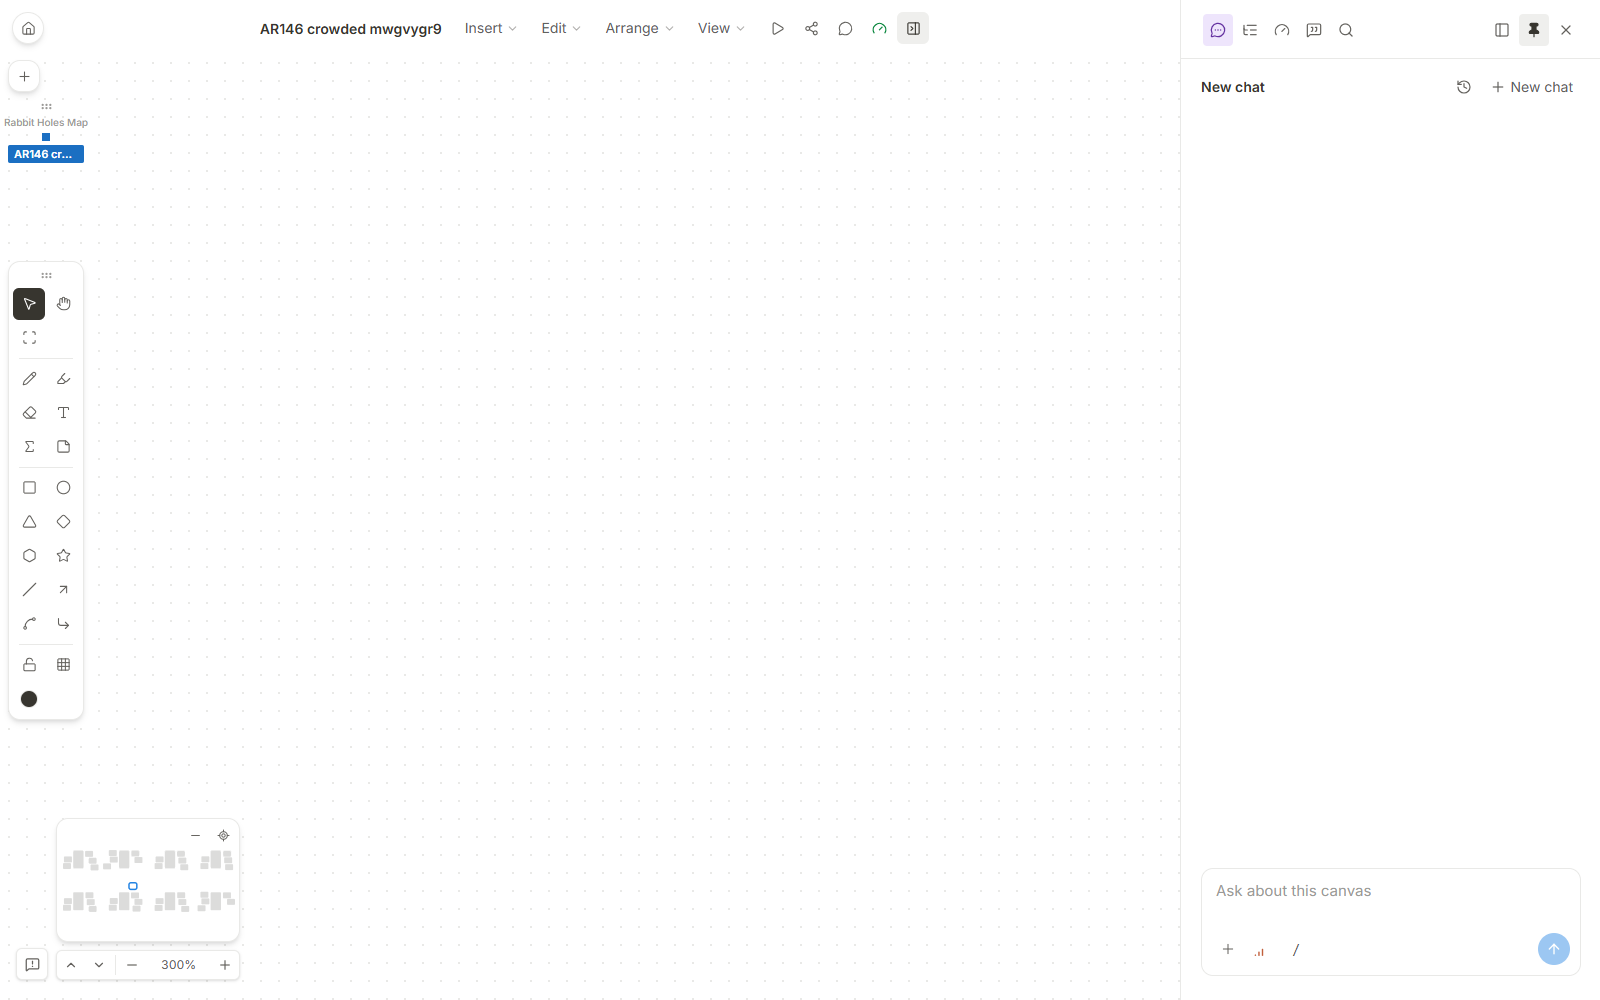 AR146 crowded mwgvygr9
Insert
Edit
Arrange
View
Rabbit Holes Map
AR146 cr...
New chat
New chat
Ask about this canvas
300%